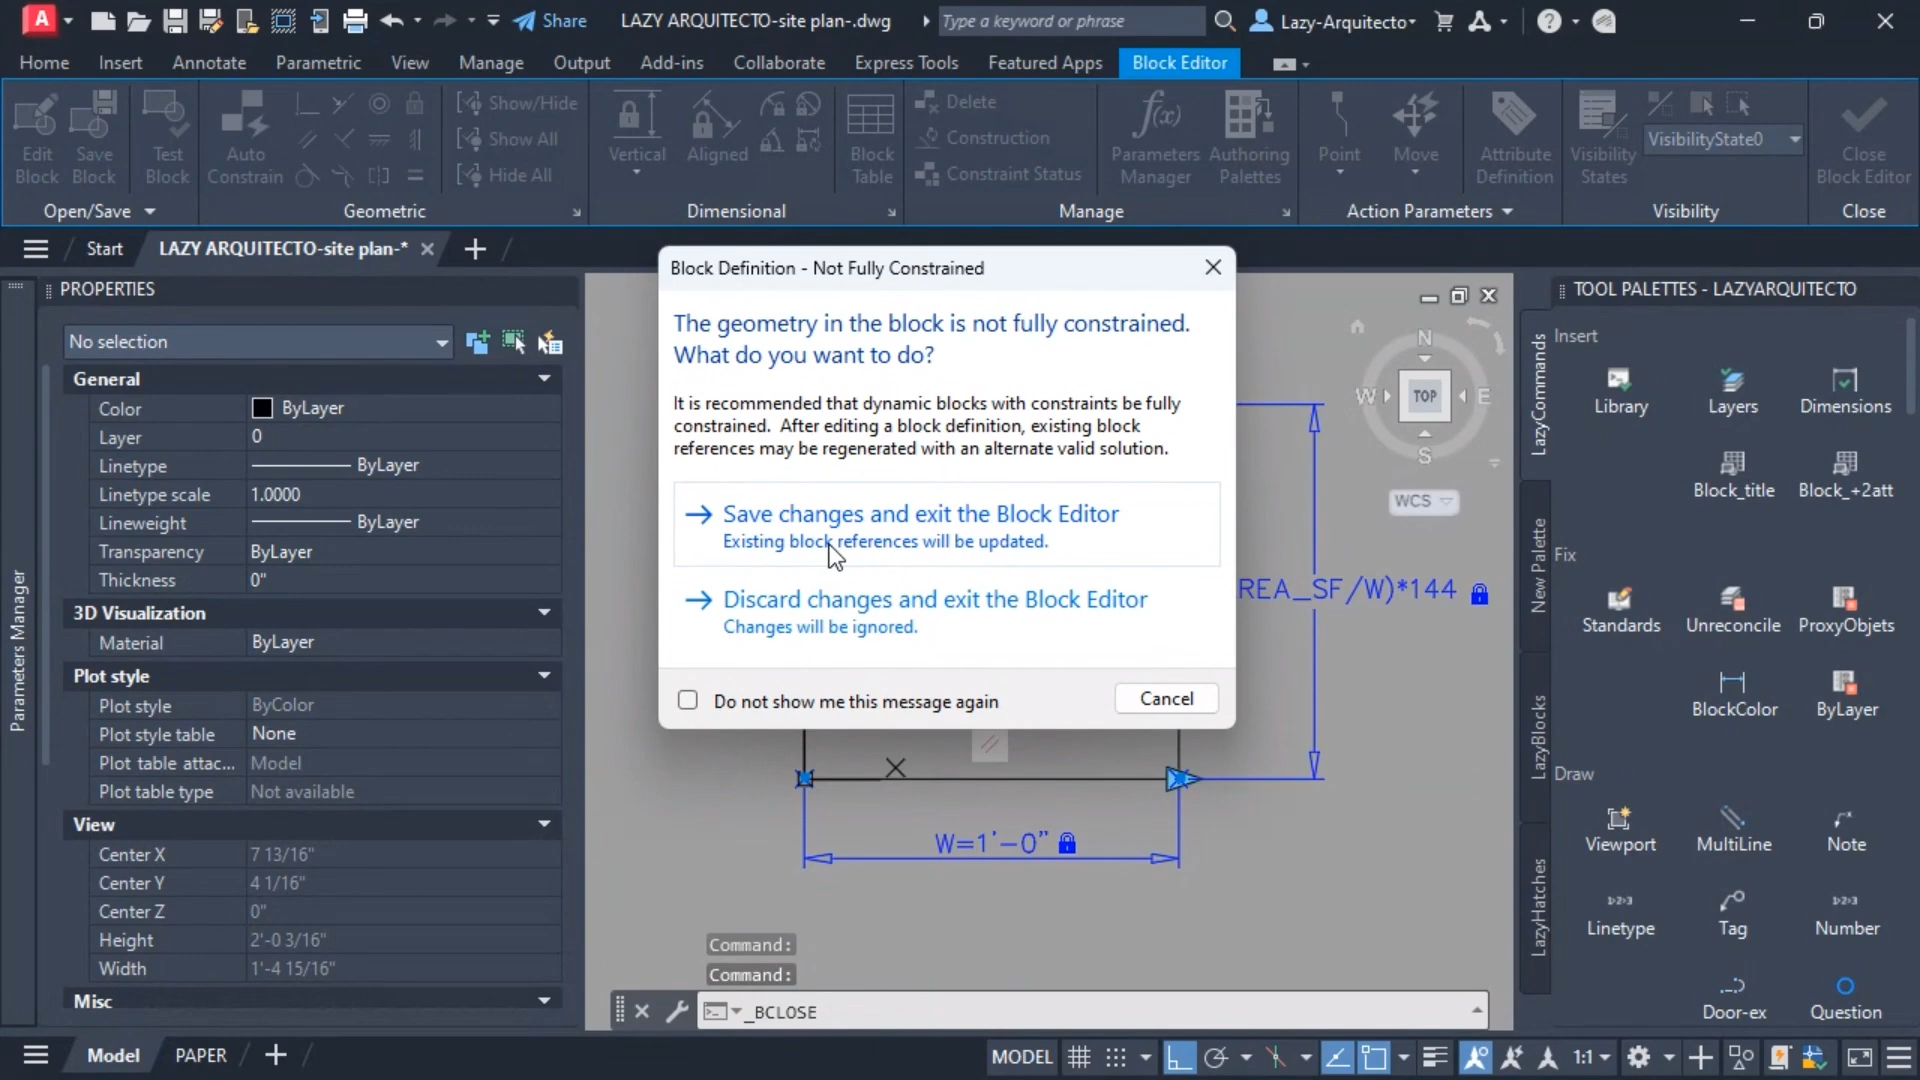 Share
LAZY ARQUITECTO-site plan-.dwg
Type a keyword or phrase
Lazy-Arquitecto
Home
Insert
Annotate
Parametric
View
Manage
Output
Add-ins
Collaborate
Express Tools
Featured Apps
Block Editor
Edit
Block
Save
Block
Test
Block
Auto
Constrain
Show/Hide
Show All
Hide All
Vertical
Aligned
Block
Table
Delete
Construction
Constraint Status
Parameters
Manager
Authoring
Palettes
Point
Move
Attribute
Definition
Visibility
States
VisibilityState0
Close
Block Editor
Open/Save
Geometric
Dimensional
Manage
Action Parameters
Visibility
Close
Start
LAZY ARQUITECTO-site plan-*
Parameters Manager
PROPERTIES
No selection
General
Color ByLayer
Layer 0
Linetype ByLayer
Linetype scale 1.0000
Lineweight ByLayer
Transparency ByLayer
Thickness 0"
3D Visualization
Material ByLayer
Plot style
Plot style ByColor
Plot style table None
Plot table attac... Model
Plot table type Not available
View
Center X 7 13/16"
Center Y 4 1/16"
Center Z 0"
Height 2'-0 3/16"
Width 1'-4 15/16"
Misc
Block Definition - Not Fully Constrained
The geometry in the block is not fully constrained.
What do you want to do?
It is recommended that dynamic blocks with constraints be fully
constrained. After editing a block definition, existing block
references may be regenerated with an alternate valid solution.
Save changes and exit the Block Editor
Existing block references will be updated.
Discard changes and exit the Block Editor
Changes will be ignored.
Do not show me this message again
Cancel
N
W
TOP
E
S
WCS
REA_SF/W)*144
W=1'-0"
Command:
Command:
_BCLOSE
TOOL PALETTES - LAZYARQUITECTO
LazyCommands
New Palette
LazyBlocks
LazyHatches
Insert
Library
Layers
Dimensions
Block_title
Block_+2att
Fix
Standards
Unreconcile
ProxyObjets
BlockColor
ByLayer
Draw
Viewport
MultiLine
Note
Linetype
Tag
Number
Door-ex
Question
Model
PAPER
MODEL
1:1